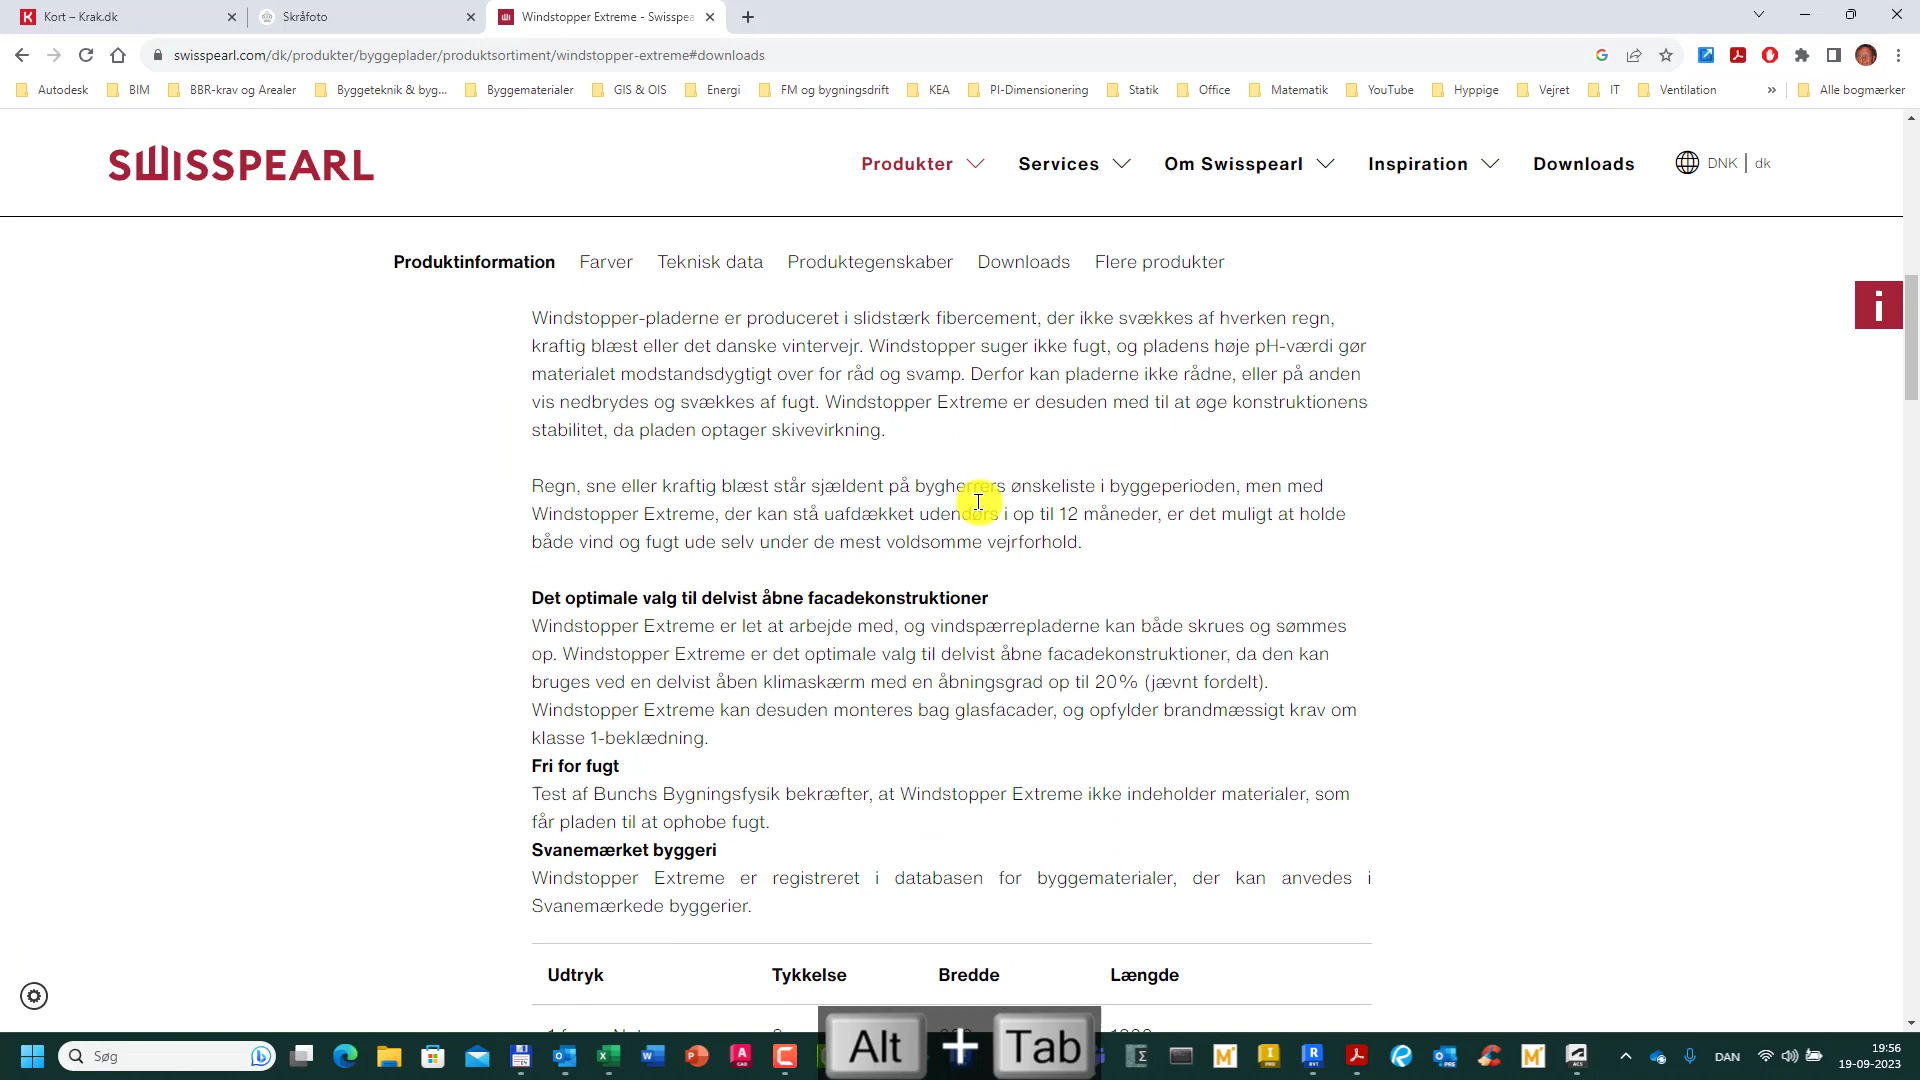 Kort – Krak.dk
Skråfoto
Windstopper Extreme - Swisspea
swisspearl.com/dk/produkter/byggeplader/produktsortiment/windstopper-extreme#downloads
Autodesk BIM BBR-krav og Arealer Byggeteknik & byg... Byggematerialer GIS & OIS Energi FM og bygningsdrift KEA PI-Dimensionering Statik Office Matematik YouTube Hyppige Vejret IT Ventilation » Alle bogmærker
SWISSPEARL
Produkter Services Om Swisspearl Inspiration Downloads DNK | dk
Produktinformation Farver Teknisk data Produktegenskaber Downloads Flere produkter
i
Windstopper-pladerne er produceret i slidstærk fibercement, der ikke svækkes af hverken regn,
kraftig blæst eller det danske vintervejr. Windstopper suger ikke fugt, og pladens høje pH-værdi gør
materialet modstandsdygtigt over for råd og svamp. Derfor kan pladerne ikke rådne, eller på anden
vis nedbrydes og svækkes af fugt. Windstopper Extreme er desuden med til at øge konstruktionens
stabilitet, da pladen optager skivevirkning.
Regn, sne eller kraftig blæst står sjældent på bygherrers ønskeliste i byggeperioden, men med
Windstopper Extreme, der kan stå uafdækket udendørs i op til 12 måneder, er det muligt at holde
både vind og fugt ude selv under de mest voldsomme vejrforhold.
Det optimale valg til delvist åbne facadekonstruktioner
Windstopper Extreme er let at arbejde med, og vindspærrepladerne kan både skrues og sømmes
op. Windstopper Extreme er det optimale valg til delvist åbne facadekonstruktioner, da den kan
bruges ved en delvist åben klimaskærm med en åbningsgrad op til 20% (jævnt fordelt).
Windstopper Extreme kan desuden monteres bag glasfacader, og opfylder brandmæssigt krav om
klasse 1-beklædning.
Fri for fugt
Test af Bunchs Bygningsfysik bekræfter, at Windstopper Extreme ikke indeholder materialer, som
får pladen til at ophobe fugt.
Svanemærket byggeri
Windstopper Extreme er registreret i databasen for byggematerialer, der kan anvedes i
Svanemærkede byggerier.
Udtryk Tykkelse Bredde Længde
Alt + Tab
Søg
DAN
19:56
19-09-2023